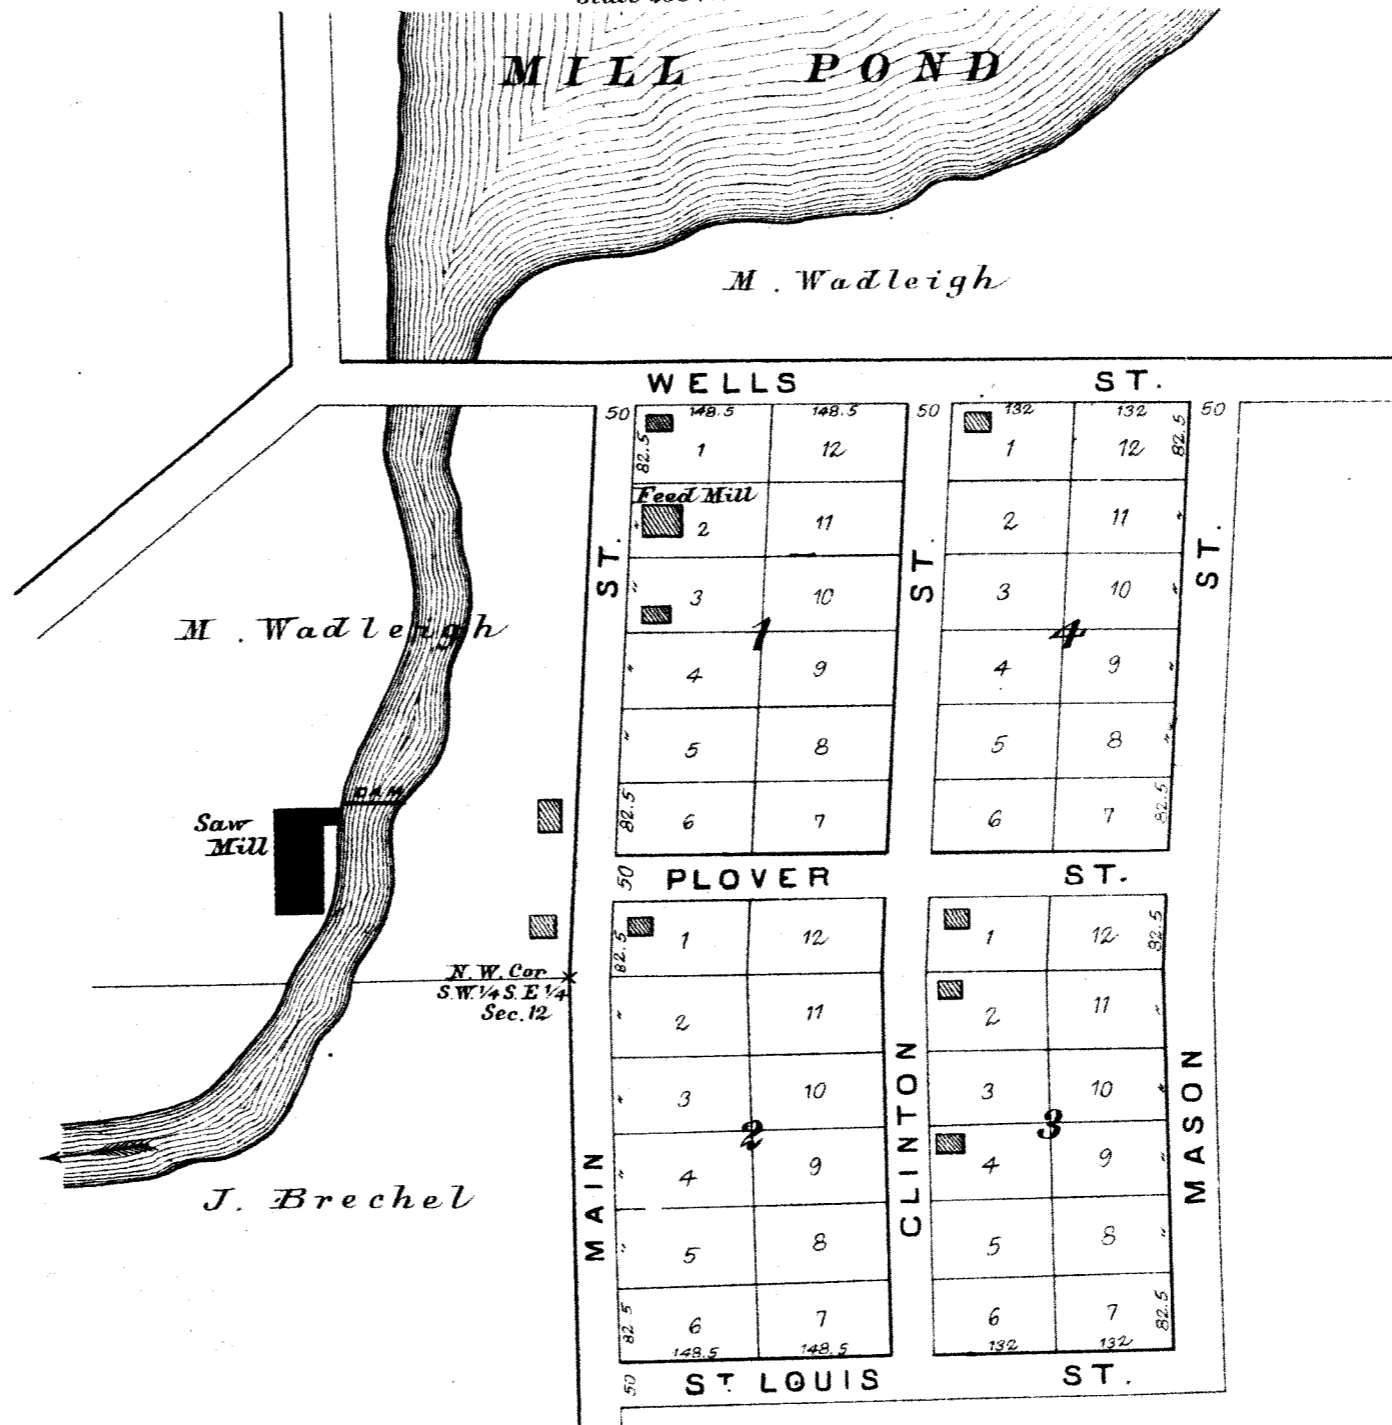 MILL POND
M. Wadleigh
WELLS ST.
50 148.5 148.5 50 132 132 50
82.5 1 12 1 12 82.5
Feed Mill
2 11 2 11 "
ST. ST. ST.
" 3 10 3 10
M. Wadleigh
1 4
" 4 9 4 9 "
" 5 8 5 8 "
DAM
82.5 6 7 6 7 82.5
Saw
Mill
50 PLOVER ST.
82.5 1 12 1 12 82.5
N. W. Cor
S.W. ¼ S. E ¼
Sec. 12
" 2 11 2 11 "
" 3 10 3 10 "
2 3
" 4 9 4 9 "
MAIN CLINTON MASON
J. Brechel
" 5 8 5 8 "
82.5 6 7 6 7 82.5
148.5 148.5 132 132
50 ST. LOUIS ST.